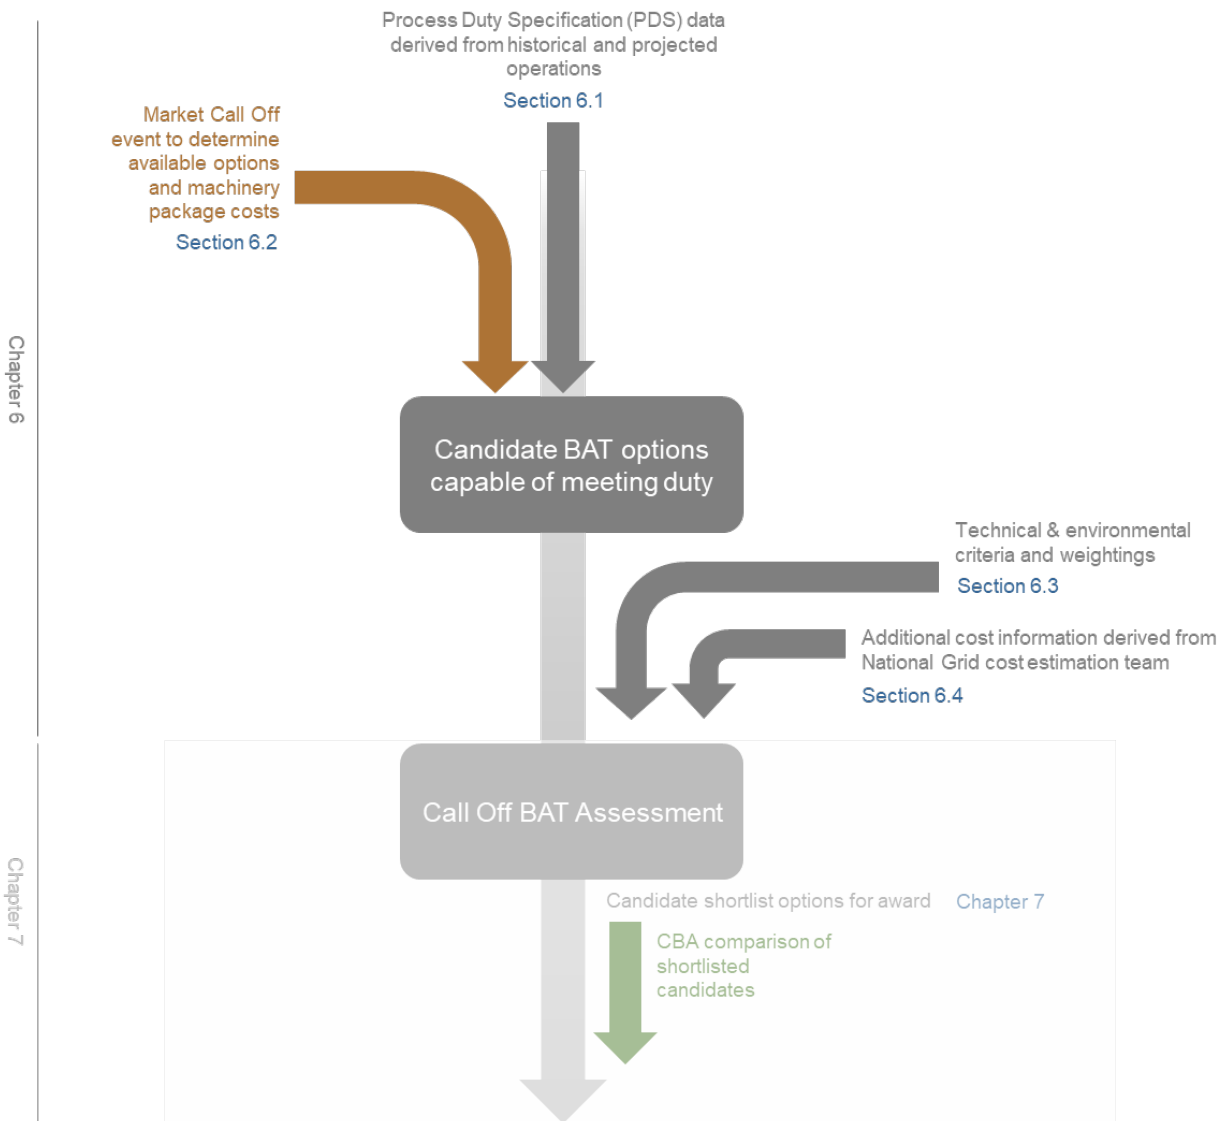 Process Duty Specification (PDS) data
derived from historical and projected
operations
Section 6.1
Market Call Off
event to determine
available options
and machinery
package costs
Section 6.2
Chapter 6
Candidate BAT options
capable of meeting duty
Technical & environmental
criteria and weightings
Section 6.3
Additional cost information derived from
National Grid cost estimation team
Section 6.4
Call Off BAT Assessment
Chapter 7
Candidate shortlist options for award Chapter 7
CBA comparison of
shortlisted
candidates